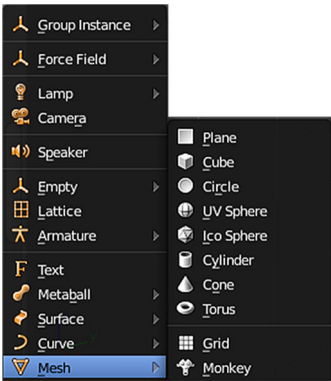 Group Instance
Force Field
Lamp
Camera
Speaker
Empty
Lattice
Armature
Text
Metaball
Surface
Curve
Mesh
Plane
Cube
Circle
UV Sphere
Ico Sphere
Cylinder
Cone
Torus
Grid
Monkey